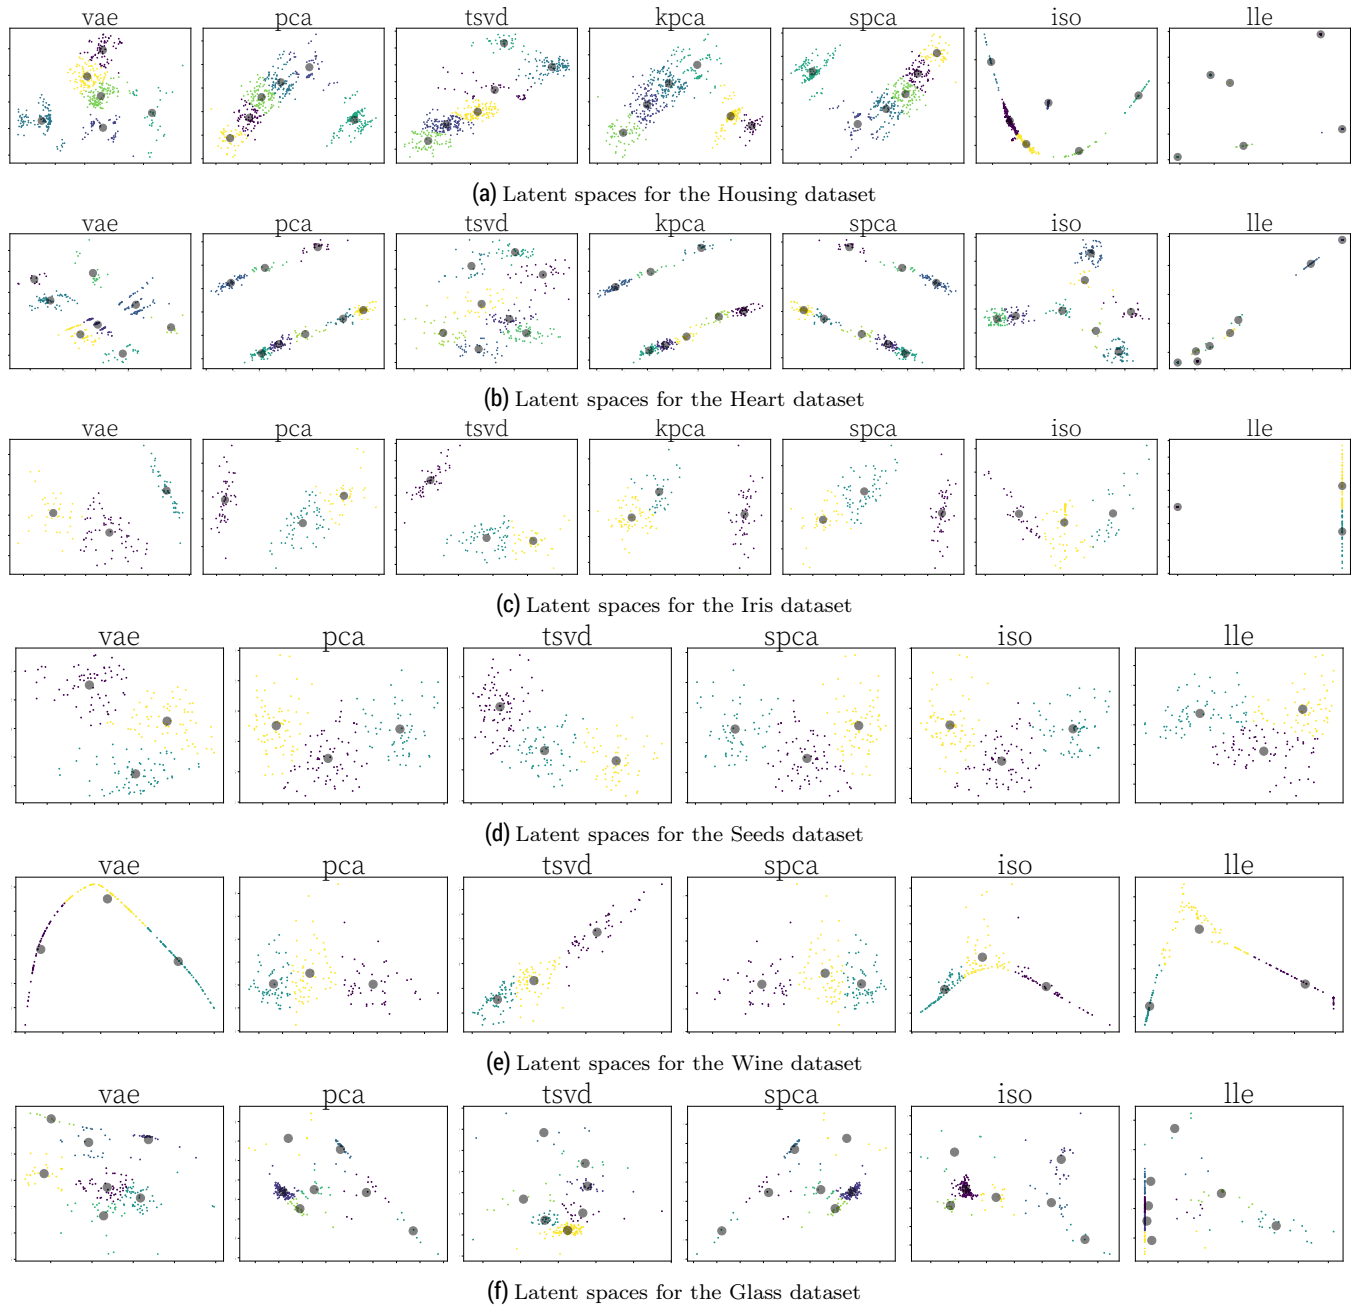 vae pca tsvd kpca spca iso lle
(a) Latent spaces for the Housing dataset
vae pca tsvd kpca spca iso lle
(b) Latent spaces for the Heart dataset
vae pca tsvd kpca spca iso lle
(c) Latent spaces for the Iris dataset
vae pca tsvd spca iso lle
(d) Latent spaces for the Seeds dataset
vae pca tsvd spca iso lle
(e) Latent spaces for the Wine dataset
vae pca tsvd spca iso lle
(f) Latent spaces for the Glass dataset